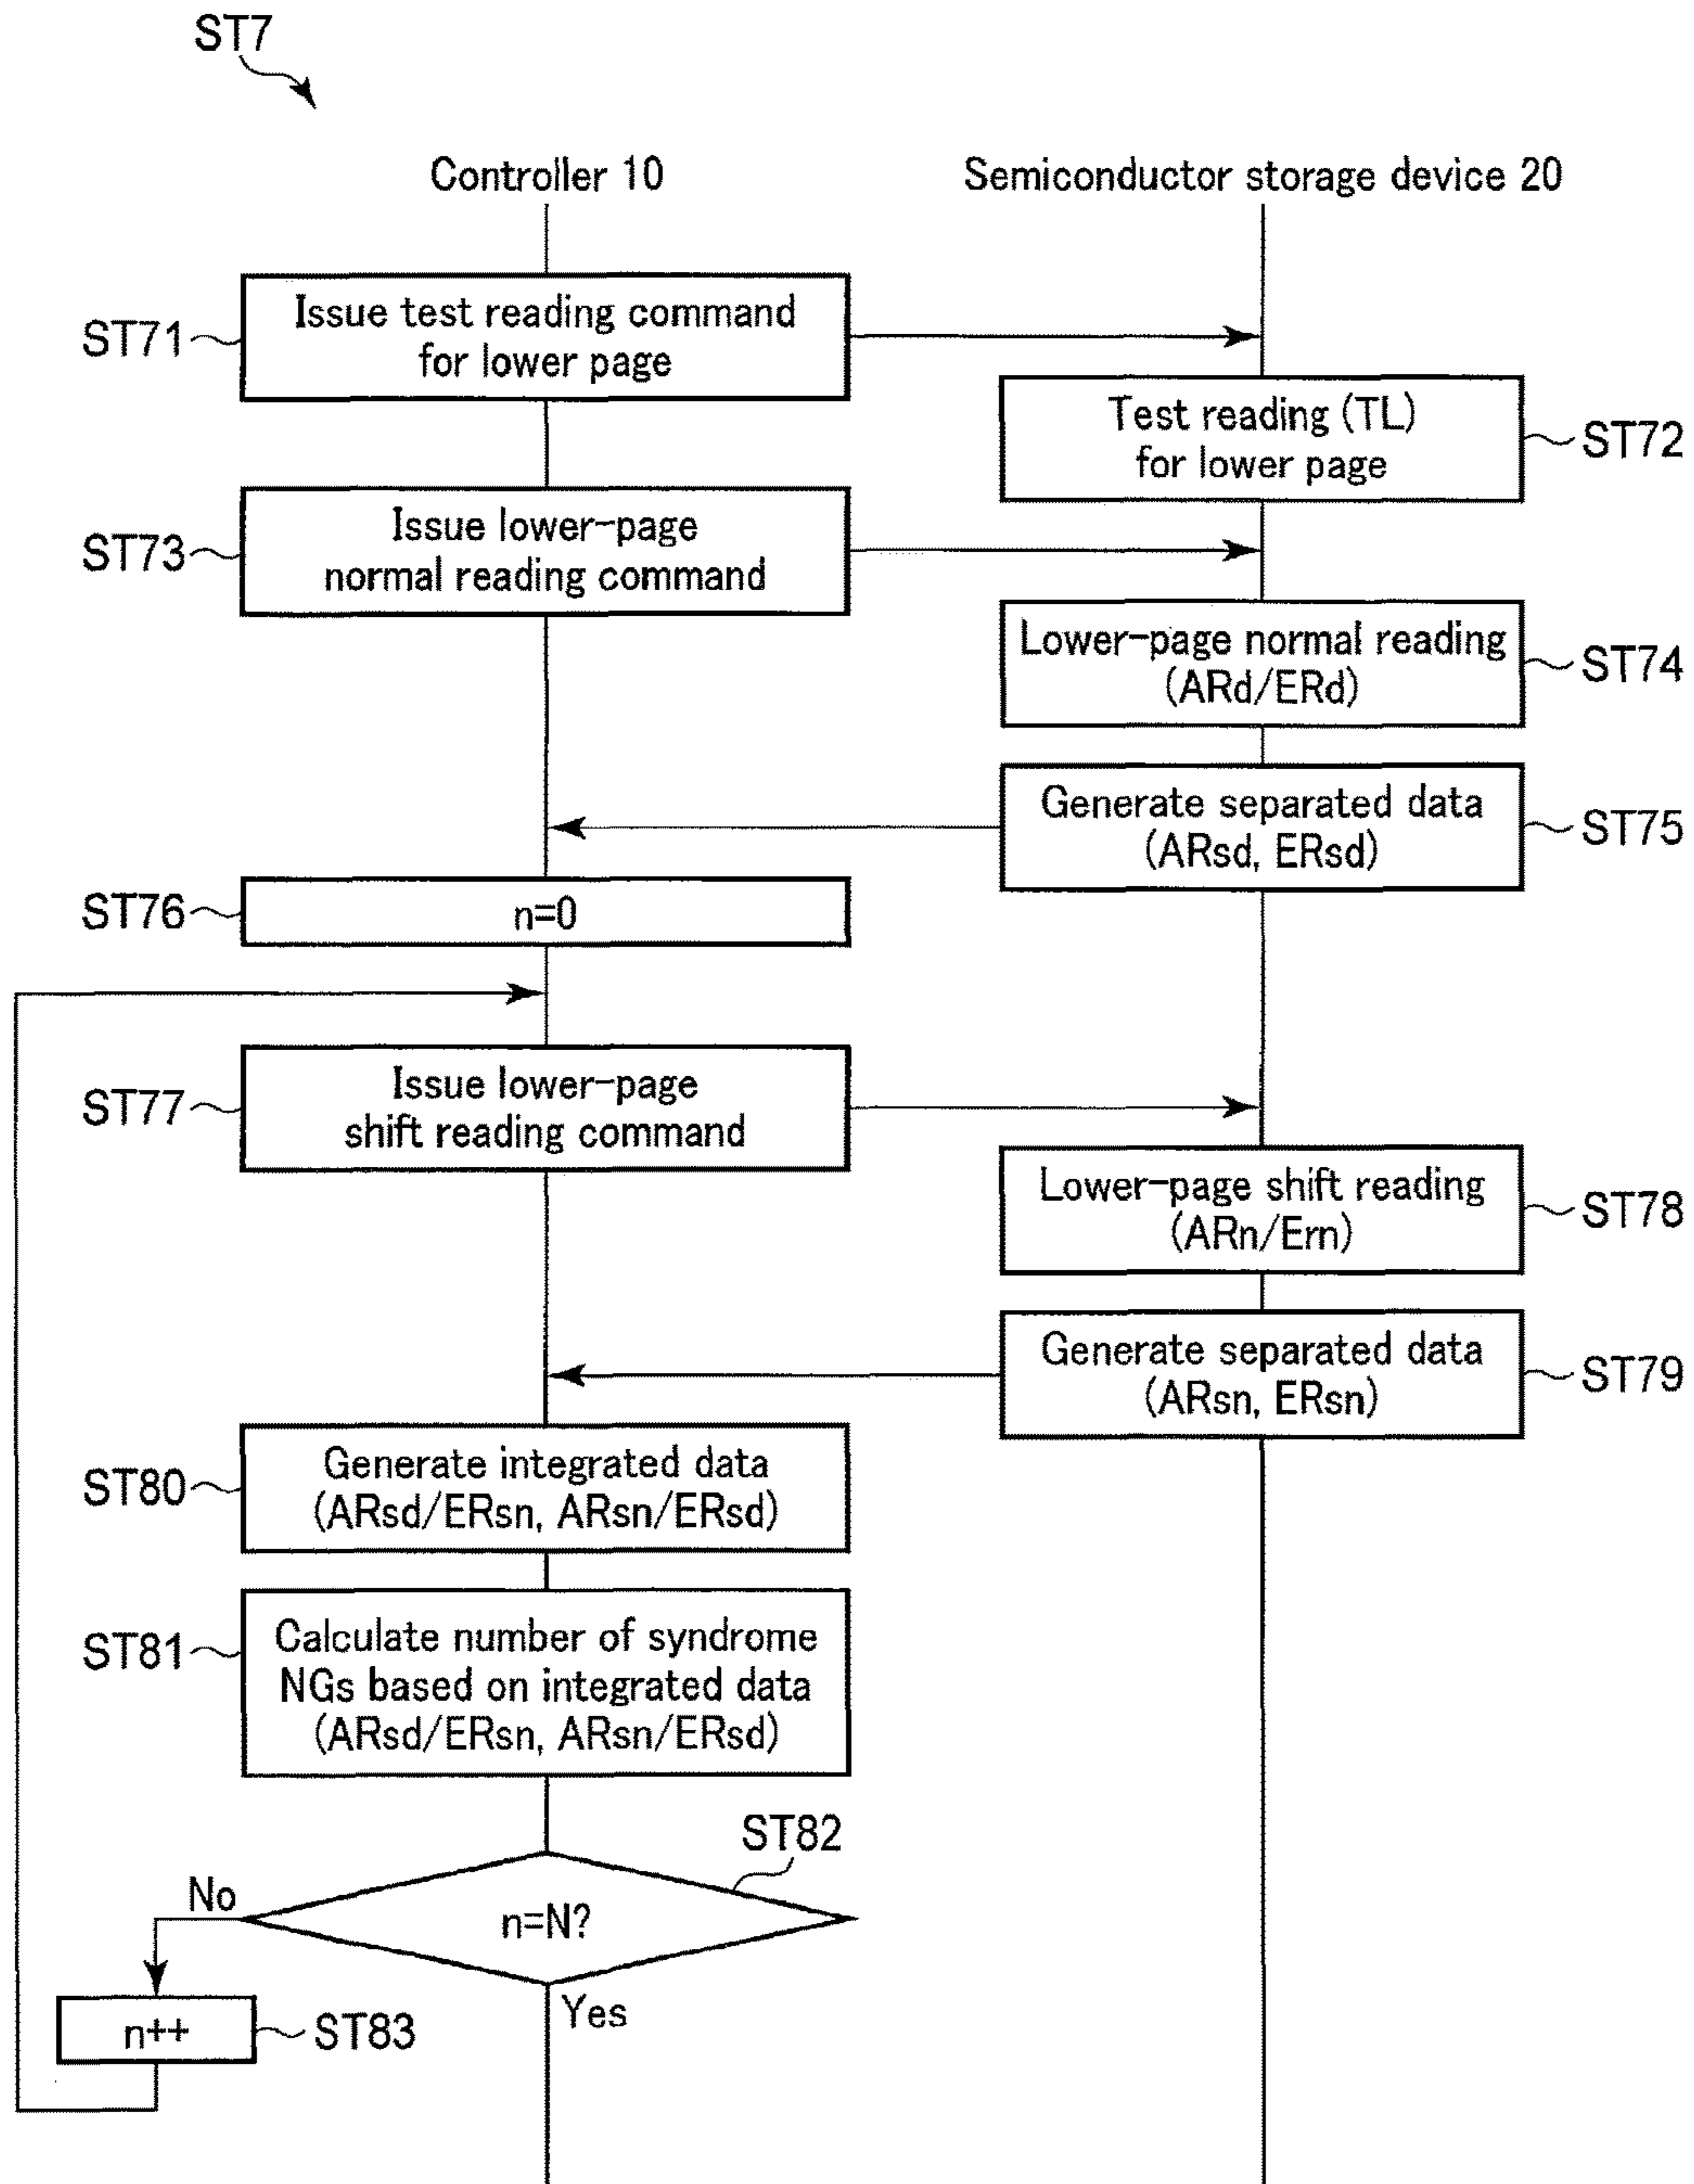 ST7
Controller 10
Semiconductor storage device 20
ST71
Issue test reading command
for lower page
Test reading (TL)
for lower page
ST72
ST73
Issue lower-page
normal reading command
Lower-page normal reading
(ARd/ERd)
ST74
Generate separated data
(ARsd, ERsd)
ST75
ST76
n=0
ST77
Issue lower-page
shift reading command
Lower-page shift reading
(ARn/Ern)
ST78
Generate separated data
(ARsn, ERsn)
ST79
ST80
Generate integrated data
(ARsd/ERsn, ARsn/ERsd)
ST81
Calculate number of syndrome
NGs based on integrated data
(ARsd/ERsn, ARsn/ERsd)
ST82
No
n=N?
Yes
n++
ST83